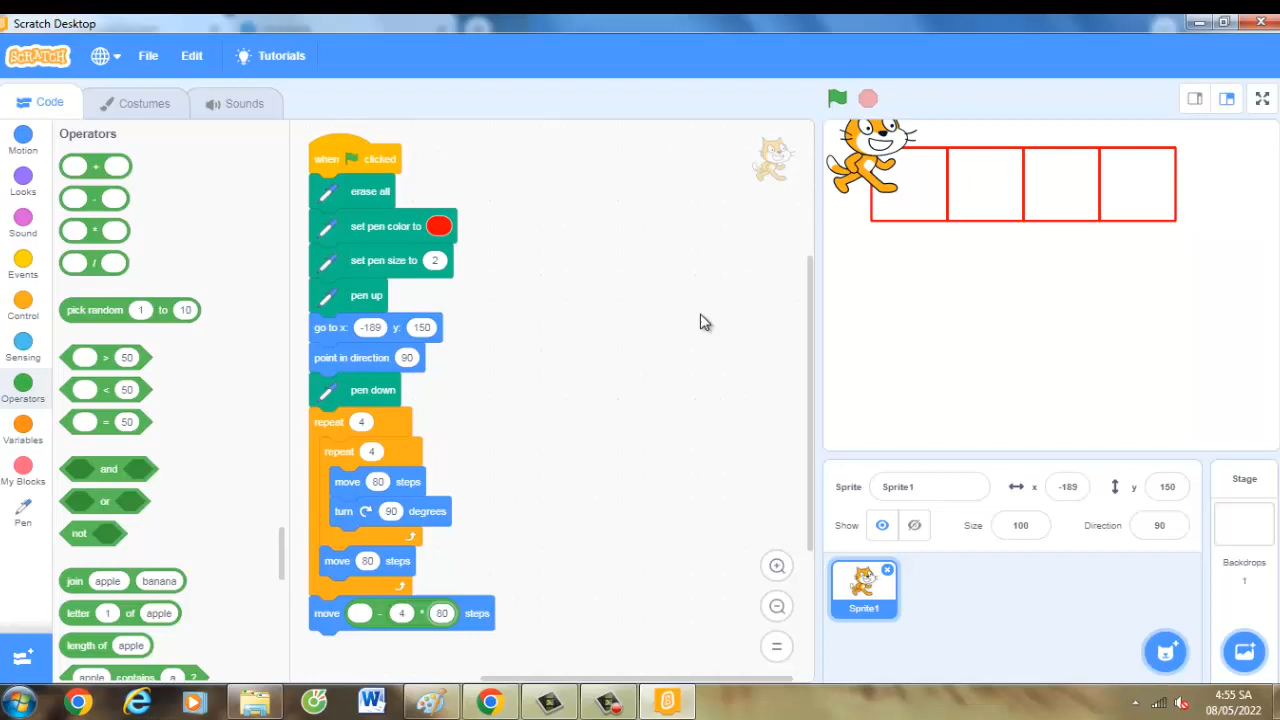 Scratch Desktop
SCRATCH
File
Edit
Tutorials
Code
Costumes
Sounds
Motion
Looks
Sound
Events
Control
Sensing
Operators
Variables
My Blocks
Pen
Operators
+
-
*
/
pick random 1 to 10
> 50
< 50
= 50
and
or
not
join apple banana
letter 1 of apple
length of apple
apple contains a ?
when clicked
erase all
set pen color to
set pen size to 2
pen up
go to x: -189 y: 150
point in direction 90
pen down
repeat 4
repeat 4
move 80 steps
turn 90 degrees
move 80 steps
move - 4 * 80 steps
Sprite Sprite1 x -189 y 150
Show Size 100 Direction 90
Sprite1
Stage
Backdrops
1
4:55 SA
08/05/2022